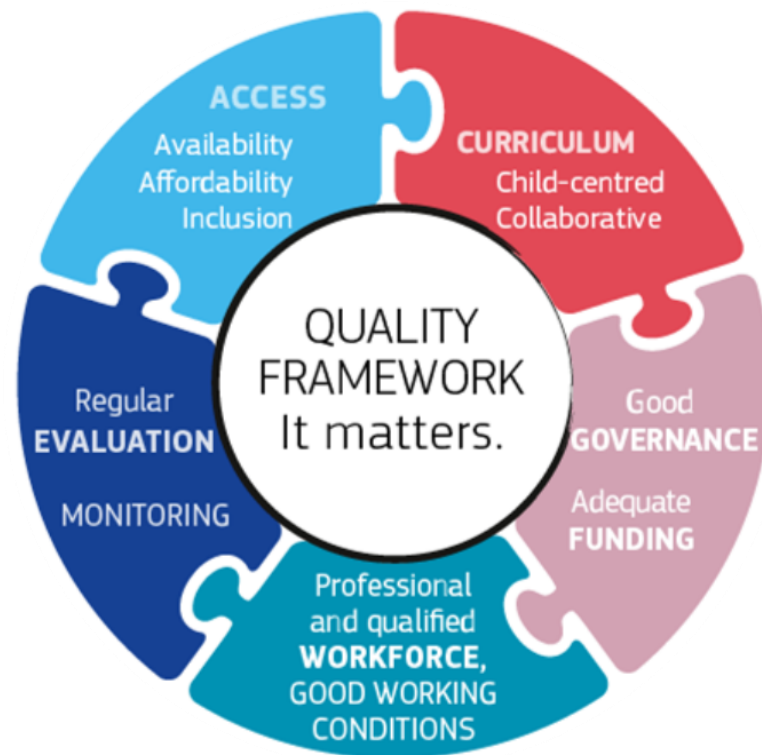 ACCESS
Availability
Affordability
Inclusion
CURRICULUM
Child-centred
Collaborative
QUALITY
FRAMEWORK
It matters.
Regular
EVALUATION
MONITORING
Good
GOVERNANCE
Adequate
FUNDING
Professional
and qualified
WORKFORCE,
GOOD WORKING
CONDITIONS